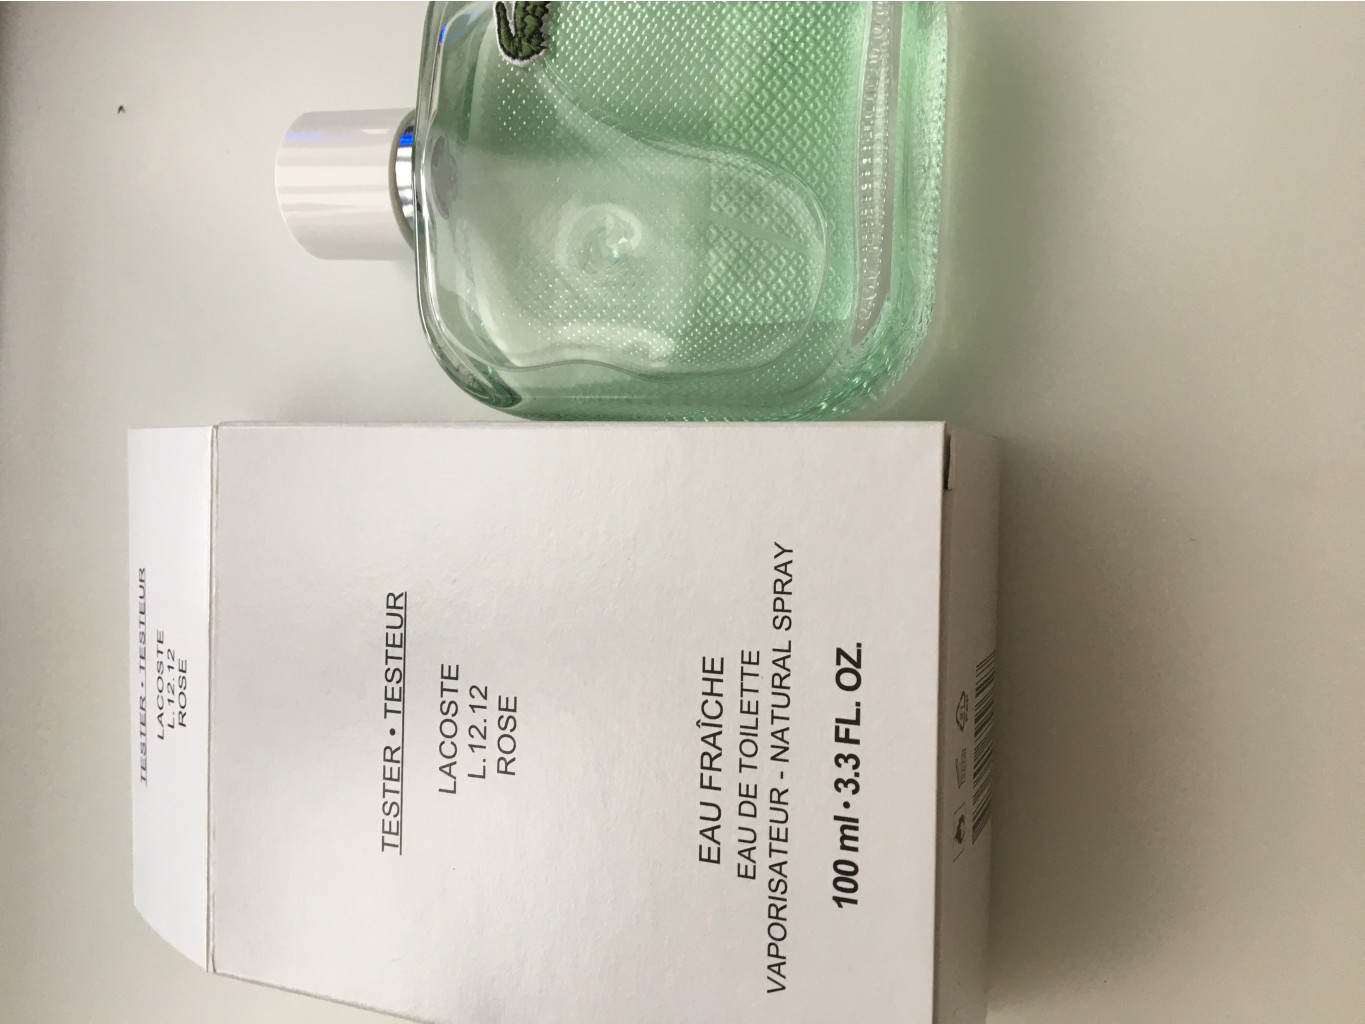 TESTER • TESTEUR
LACOSTE
L.12.12
ROSE
TESTER • TESTEUR
LACOSTE
L.12.12
ROSE
EAU FRAÎCHE
EAU DE TOILETTE
VAPORISATEUR - NATURAL SPRAY
100 ml • 3.3 FL. OZ.